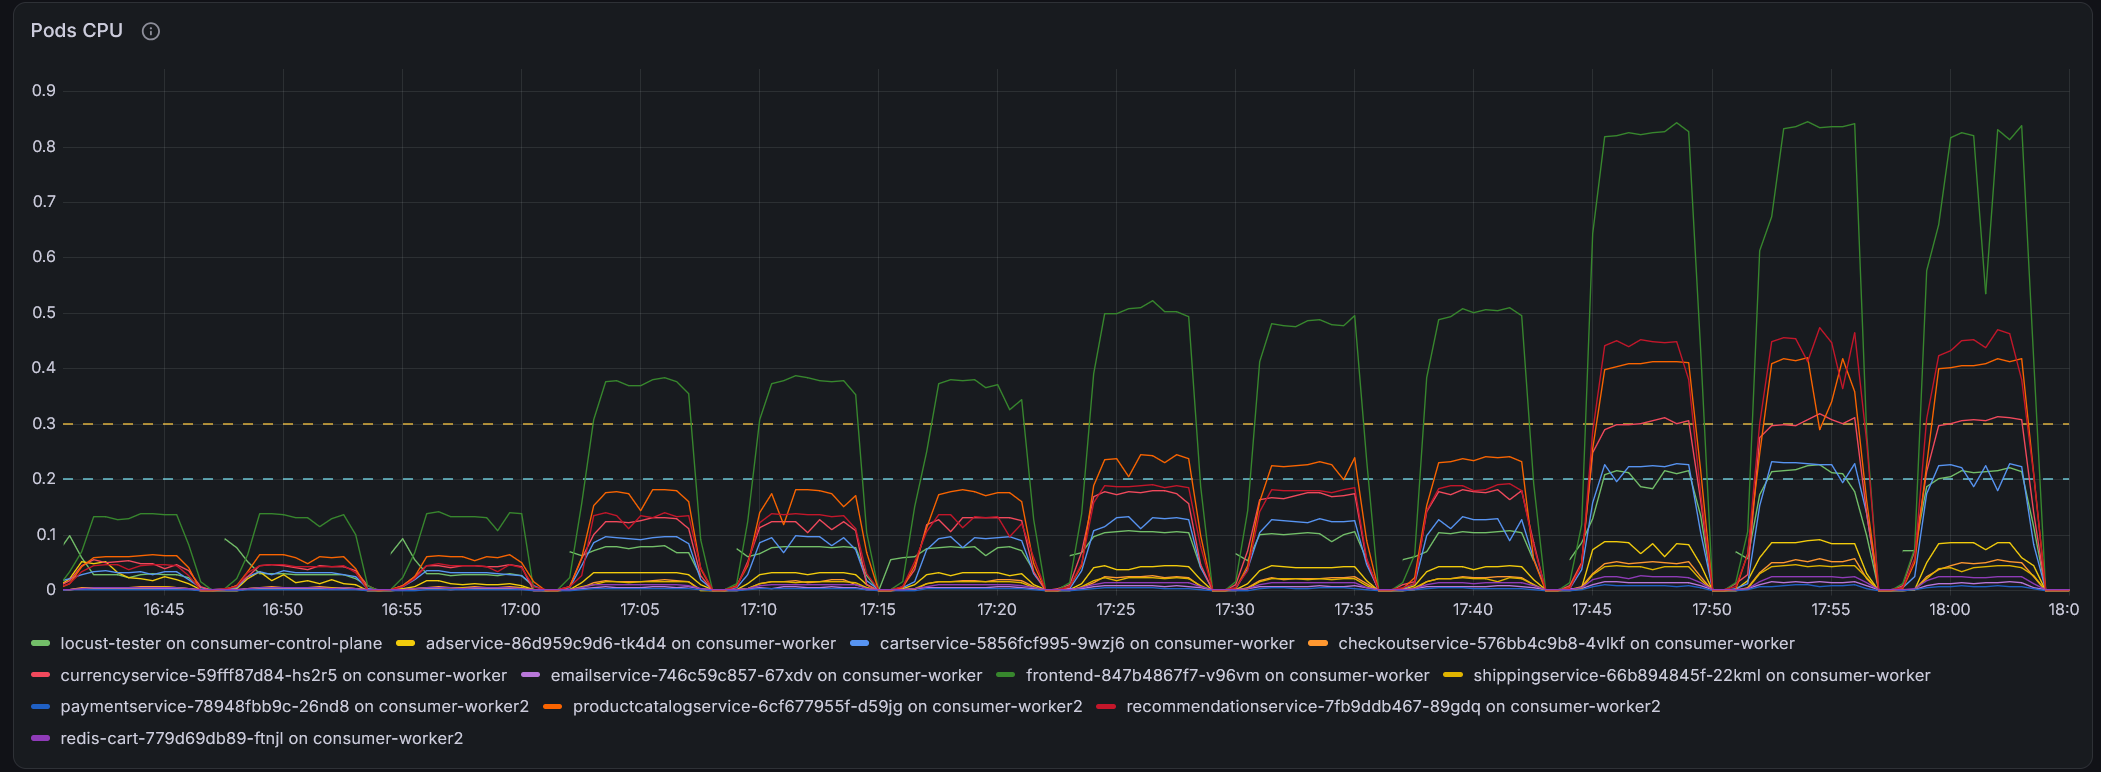 Pods CPU
0.9
0.8
0.7
0.6
0.5
0.4
0.3
0.2
0.1
0
16:45 16:50 16:55 17:00 17:05 17:10 17:15 17:20 17:25 17:30 17:35 17:40 17:45 17:50 17:55 18:00 18:0
locust-tester on consumer-control-plane adservice-86d959c9d6-tk4d4 on consumer-worker cartservice-5856fcf995-9wzj6 on consumer-worker checkoutservice-576bb4c9b8-4vlkf on consumer-worker
currencyservice-59fff87d84-hs2r5 on consumer-worker emailservice-746c59c857-67xdv on consumer-worker frontend-847b4867f7-v96vm on consumer-worker shippingservice-66b894845f-22kml on consumer-worker
paymentservice-78948fbb9c-26nd8 on consumer-worker2 productcatalogservice-6cf677955f-d59jg on consumer-worker2 recommendationservice-7fb9ddb467-89gdq on consumer-worker2
redis-cart-779d69db89-ftnjl on consumer-worker2